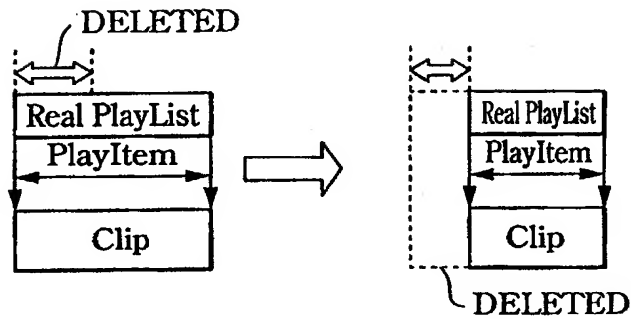 DELETED
Real PlayList
PlayItem
Clip
Real PlayList
PlayItem
Clip
DELETED